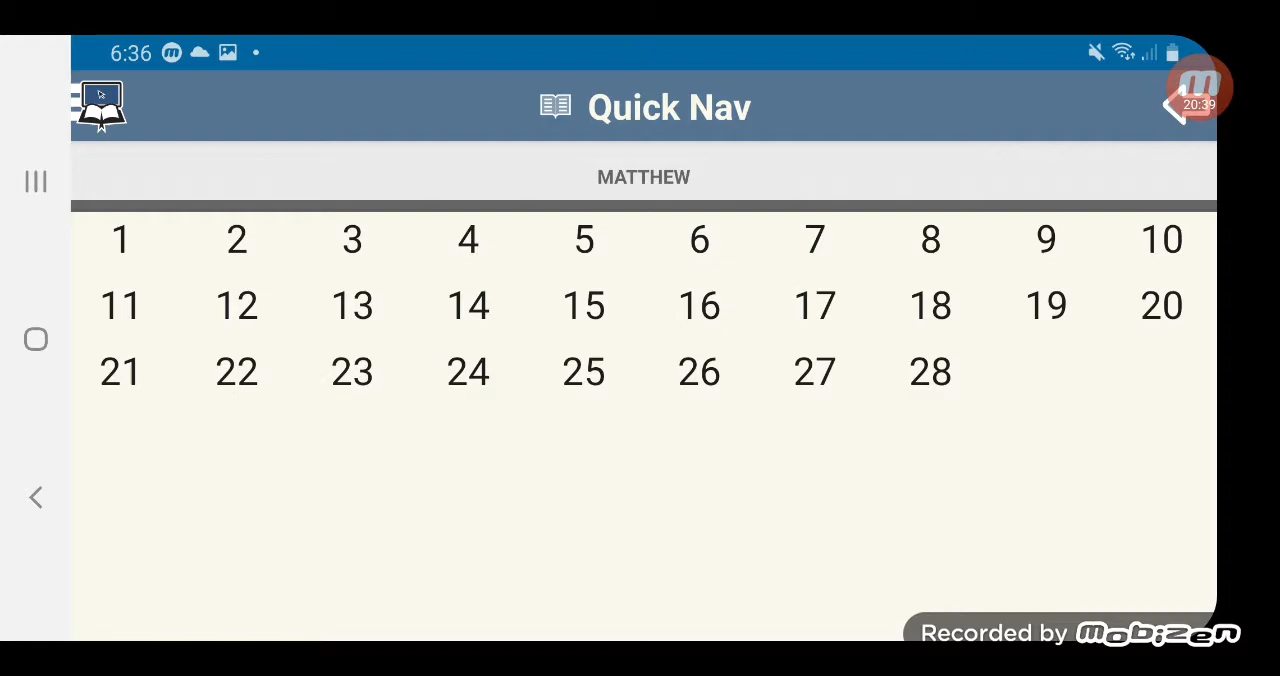 6:36
Quick Nav
20:39
MATTHEW
1 2 3 4 5 6 7 8 9 10
11 12 13 14 15 16 17 18 19 20
21 22 23 24 25 26 27 28
Recorded by mobizen